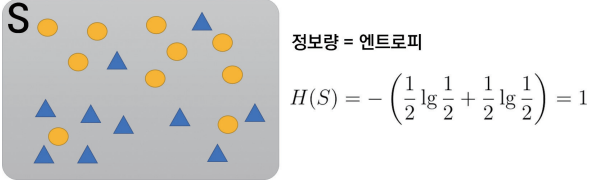 S
정보량 = 엔트로피
H(S) = −(1/2 lg 1/2 + 1/2 lg 1/2) = 1